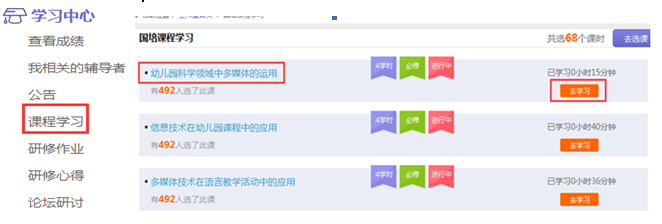 学习中心
查看成绩
我相关的辅导者
公告
课程学习
研修作业
研修心得
论坛研讨
国培课程学习
共选68个课时
去选课
幼儿园科学领域中多媒体的运用
有492人选了此课
4学时
必修
进行中
已学习0小时15分钟
去学习
信息技术在幼儿园课程中的应用
有492人选了此课
4学时
必修
进行中
已学习0小时40分钟
去学习
多媒体技术在语言教学活动中的应用
有492人选了此课
4学时
必修
进行中
已学习0小时36分钟
去学习